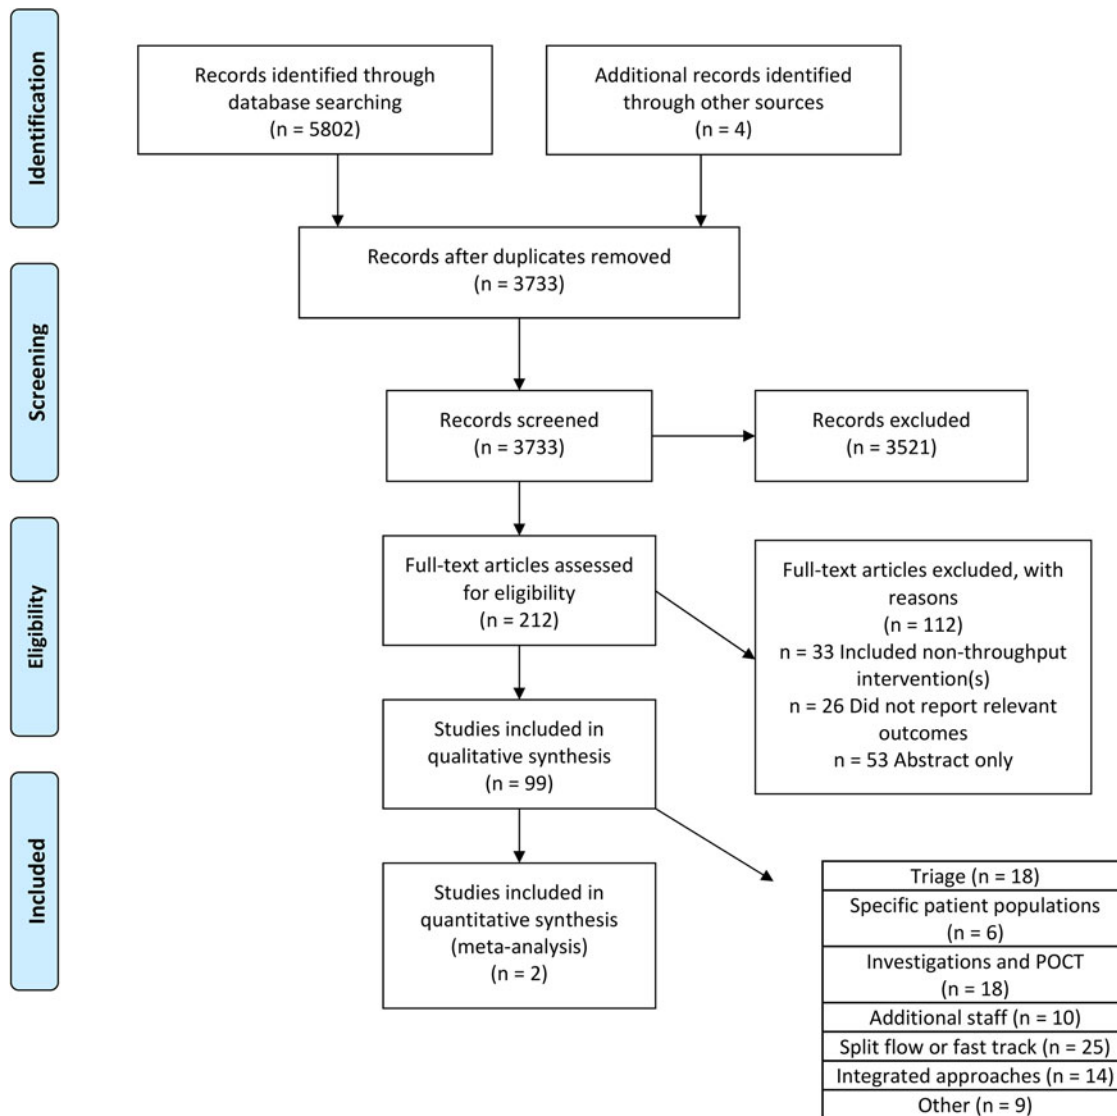 Identification
Records identified through
database searching
(n = 5802)
Additional records identified
through other sources
(n = 4)
Records after duplicates removed
(n = 3733)
Screening
Records screened
(n = 3733)
Records excluded
(n = 3521)
Eligibility
Full-text articles assessed
for eligibility
(n = 212)
Full-text articles excluded, with
reasons
(n = 112)
n = 33 Included non-throughput
intervention(s)
n = 26 Did not report relevant
outcomes
n = 53 Abstract only
Studies included in
qualitative synthesis
(n = 99)
Included
Studies included in
quantitative synthesis
(meta-analysis)
(n = 2)
Triage (n = 18)
Specific patient populations
(n = 6)
Investigations and POCT
(n = 18)
Additional staff (n = 10)
Split flow or fast track (n = 25)
Integrated approaches (n = 14)
Other (n = 9)